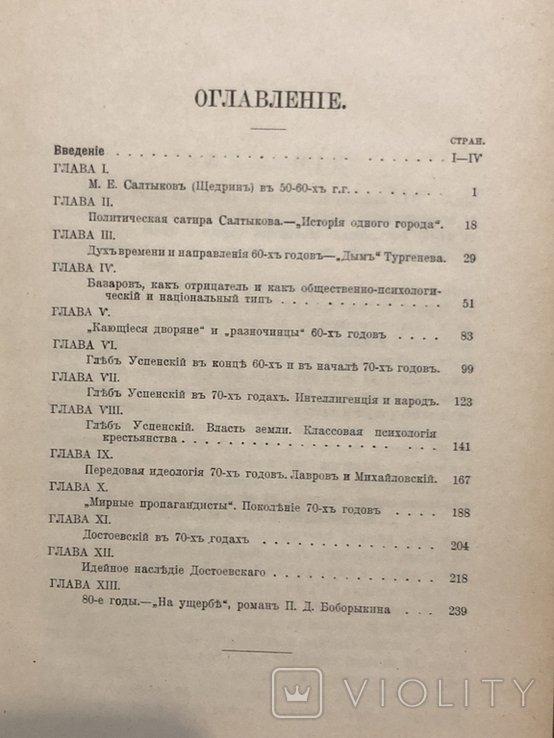 ОГЛАВЛЕНІЕ.
СТРАН.
Введеніе . . . . . . . . . . . . . . . . I—IV
ГЛАВА I.
М. Е. Салтыковъ (Щедринъ) въ 50-60-хъ г.г. . . . . . . . . 1
ГЛАВА II.
Политическая сатира Салтыкова.—„Исторія одного города“. 18
ГЛАВА III.
Духъ времени и направленія 60-хъ годовъ—„Дымъ“ Тургенева. 29
ГЛАВА IV.
Базаровъ, какъ отрицатель и какъ общественно-психологи-
ческій и національный типъ . . . . . . . . . . . . 51
ГЛАВА V.
„Кающіеся дворяне“ и „разночинцы“ 60-хъ годовъ . . . . . 83
ГЛАВА VI.
Глѣбъ Успенскій въ концѣ 60-хъ и въ началѣ 70-хъ годовъ. 99
ГЛАВА VII.
Глѣбъ Успенскій въ 70-хъ годахъ. Интеллигенція и народъ. 123
ГЛАВА VIII.
Глѣбъ Успенскій. Власть земли. Классовая психологія
крестьянства . . . . . . . . . . . . . . . . . 141
ГЛАВА IX.
Передовая идеологія 70-хъ годовъ. Лавровъ и Михайловскій. 167
ГЛАВА X.
„Мирные пропагандисты“. Поколѣніе 70-хъ годовъ . . . . . 188
ГЛАВА XI.
Достоевскій въ 70-хъ годахъ . . . . . . . . . . . . 204
ГЛАВА XII.
Идейное наслѣдіе Достоевскаго . . . . . . . . . . . . 218
ГЛАВА XIII.
80-е годы.—„На ущербѣ“, романъ П. Д. Боборыкина . . . . 239
VIOLITY